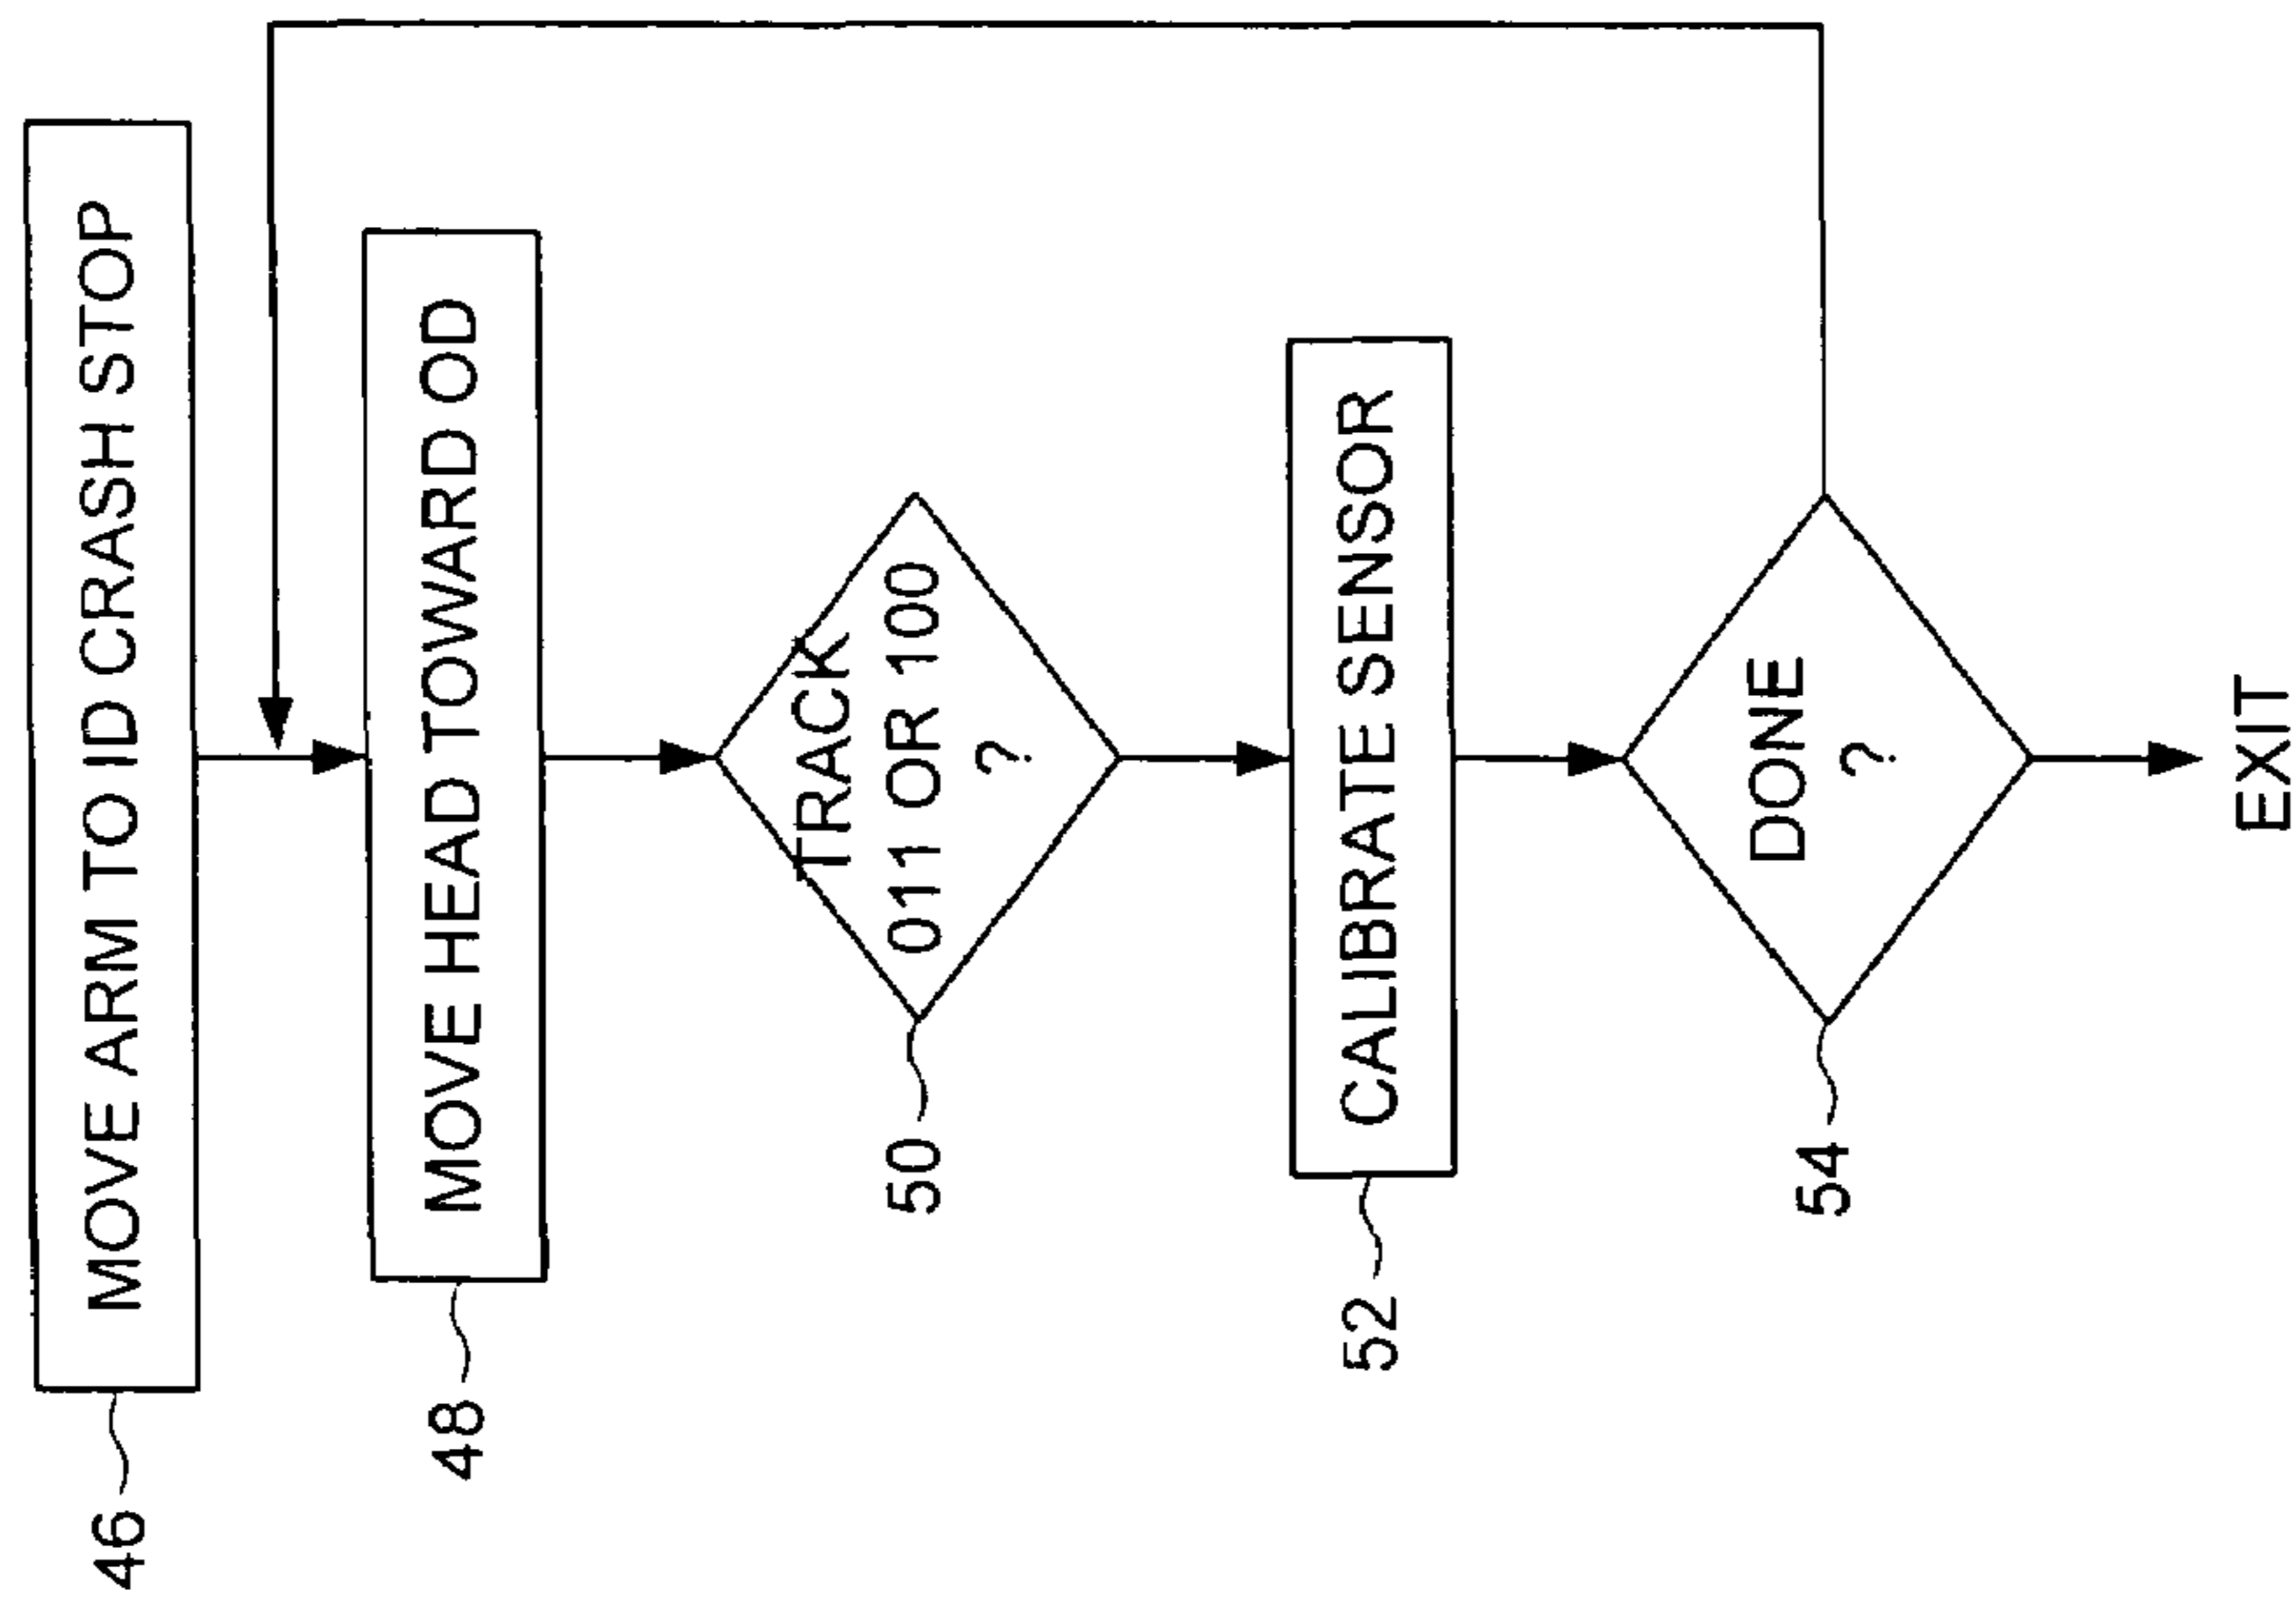 46
MOVE ARM TO ID CRASH STOP
48
MOVE HEAD TOWARD OD
50
TRACK
011 OR 100
?
52
CALIBRATE SENSOR
54
DONE
?
EXIT